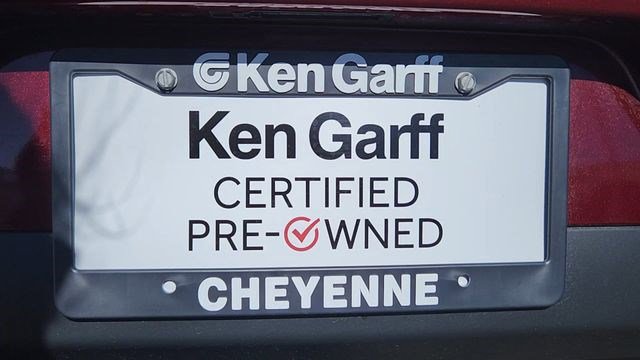 Ken Garff
Ken Garff
CERTIFIED
PRE-OWNED
CHEYENNE